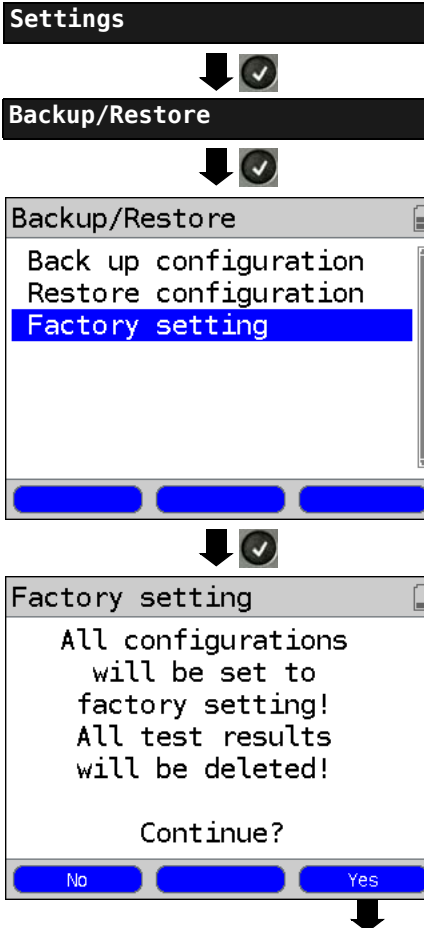 Settings
Backup/Restore
Backup/Restore
Back up configuration
Restore configuration
Factory setting
Factory setting
All configurations
will be set to
factory setting!
All test results
will be deleted!
Continue?
No Yes